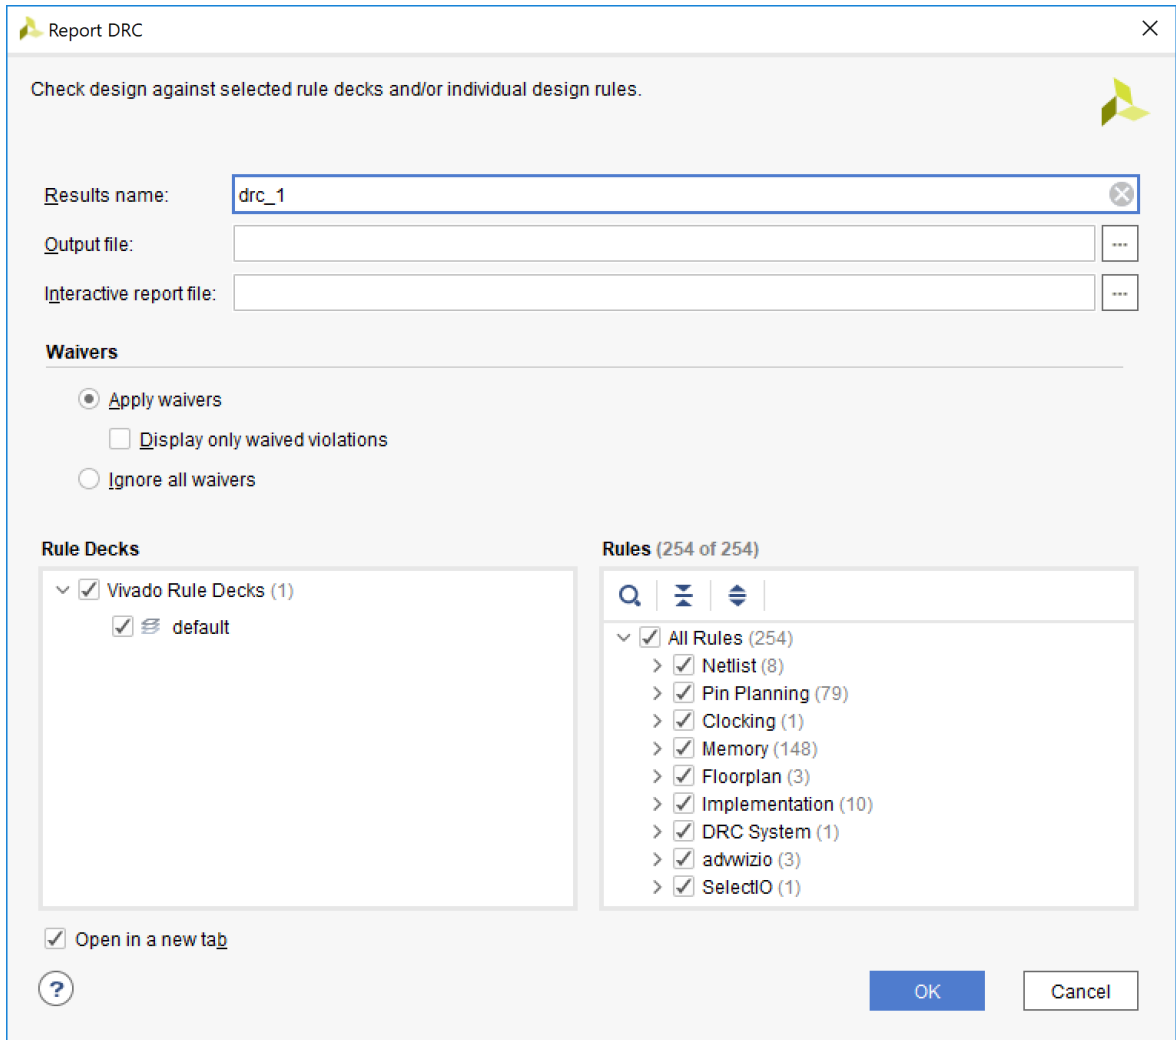 Report DRC
Check design against selected rule decks and/or individual design rules.
Results name: drc_1
Output file: ...
Interactive report file: ...
Waivers
Apply waivers
Display only waived violations
Ignore all waivers
Rule Decks
Vivado Rule Decks (1)
default
Rules (254 of 254)
All Rules (254)
Netlist (8)
Pin Planning (79)
Clocking (1)
Memory (148)
Floorplan (3)
Implementation (10)
DRC System (1)
advwizio (3)
SelectIO (1)
Open in a new tab
?
OK Cancel